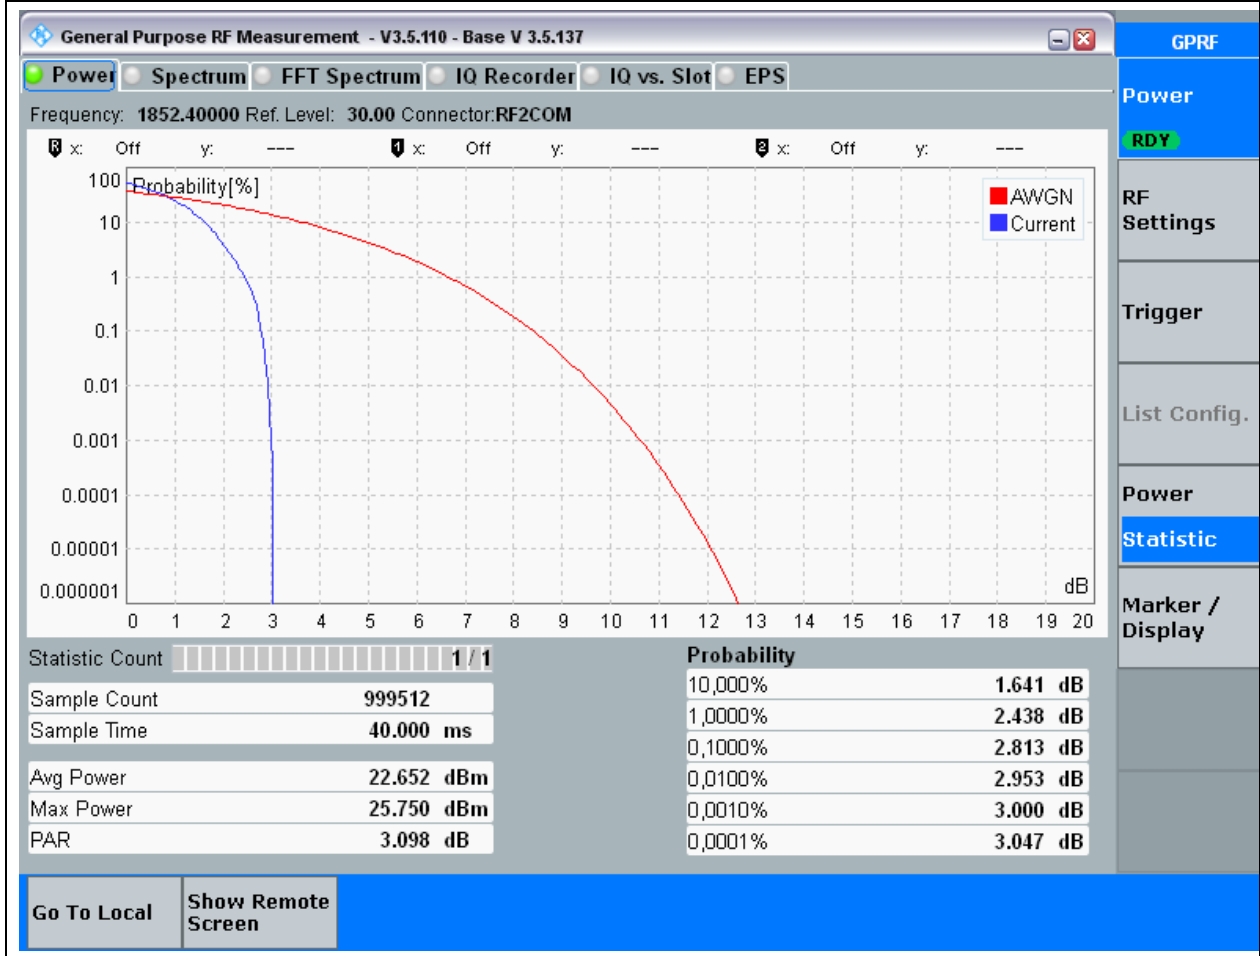 General Purpose RF Measurement - V3.5.110 - Base V 3.5.137
GPRF
Power Spectrum FFT Spectrum IQ Recorder IQ vs. Slot EPS
Frequency: 1852.40000 Ref. Level: 30.00 Connector:RF2COM
R x: Off y: --- 1 x: Off y: --- 2 x: Off y: ---
Probability[%]
AWGN
Current
100
10
1
0.1
0.01
0.001
0.0001
0.00001
0.000001
dB
0 1 2 3 4 5 6 7 8 9 10 11 12 13 14 15 16 17 18 19 20
Statistic Count 1 / 1
Sample Count 999512
Sample Time 40.000 ms
Avg Power 22.652 dBm
Max Power 25.750 dBm
PAR 3.098 dB
Probability
10,000% 1.641 dB
1,0000% 2.438 dB
0,1000% 2.813 dB
0,0100% 2.953 dB
0,0010% 3.000 dB
0,0001% 3.047 dB
Power
RDY
RF
Settings
Trigger
List Config.
Power
Statistic
Marker /
Display
Go To Local
Show Remote
Screen